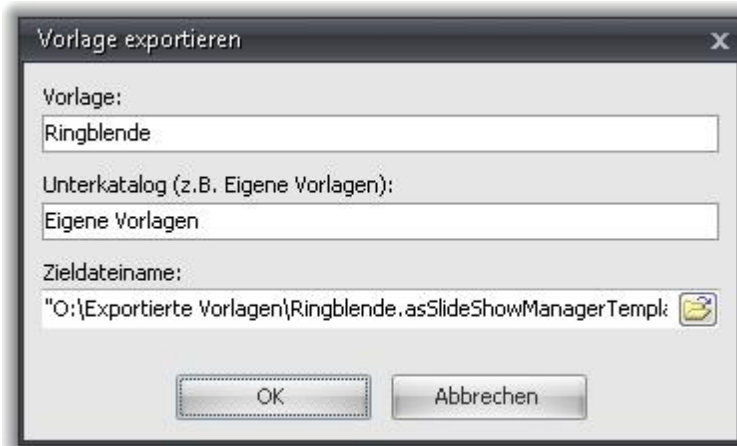 Vorlage exportieren
Vorlage:
Ringblende
Unterkatalog (z.B. Eigene Vorlagen):
Eigene Vorlagen
Zieldateiname:
"O:\Exportierte Vorlagen\Ringblende.asSlideShowManagerTempla
OK Abbrechen